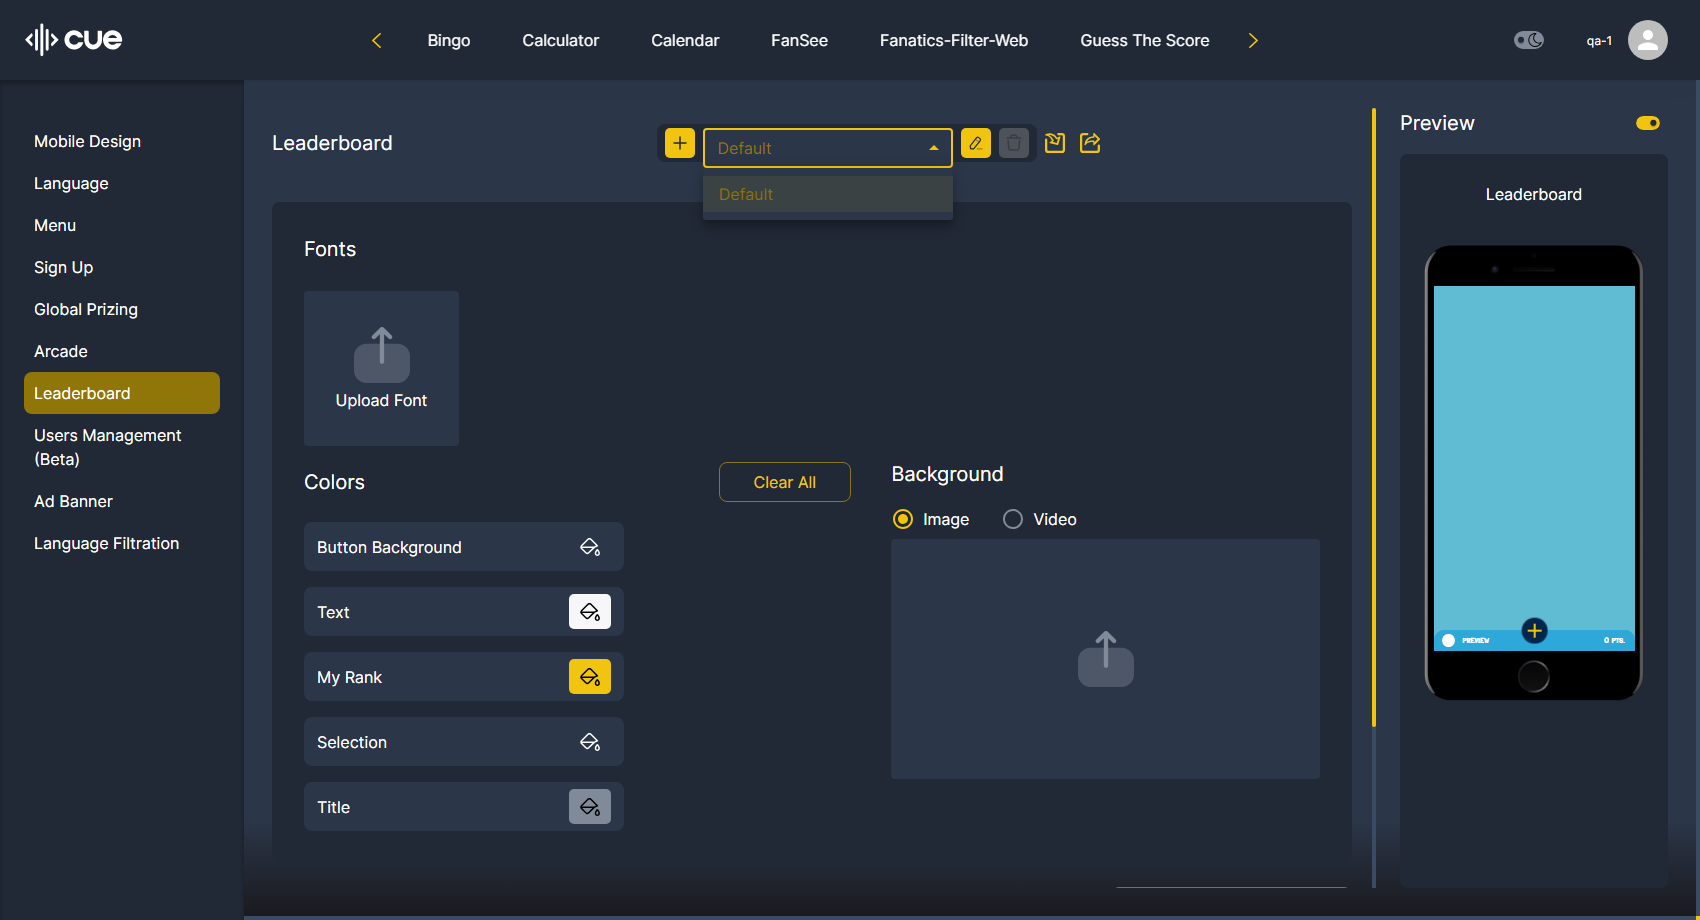 cue
Bingo
Calculator
Calendar
FanSee
Fanatics-Filter-Web
Guess The Score
qa-1
Mobile Design
Language
Menu
Sign Up
Global Prizing
Arcade
Leaderboard
Users Management
(Beta)
Ad Banner
Language Filtration
Leaderboard
Default
Default
Fonts
Upload Font
Colors
Clear All
Button Background
Text
My Rank
Selection
Title
Background
Image
Video
Preview
Leaderboard
PREVIEW
0 PTS.